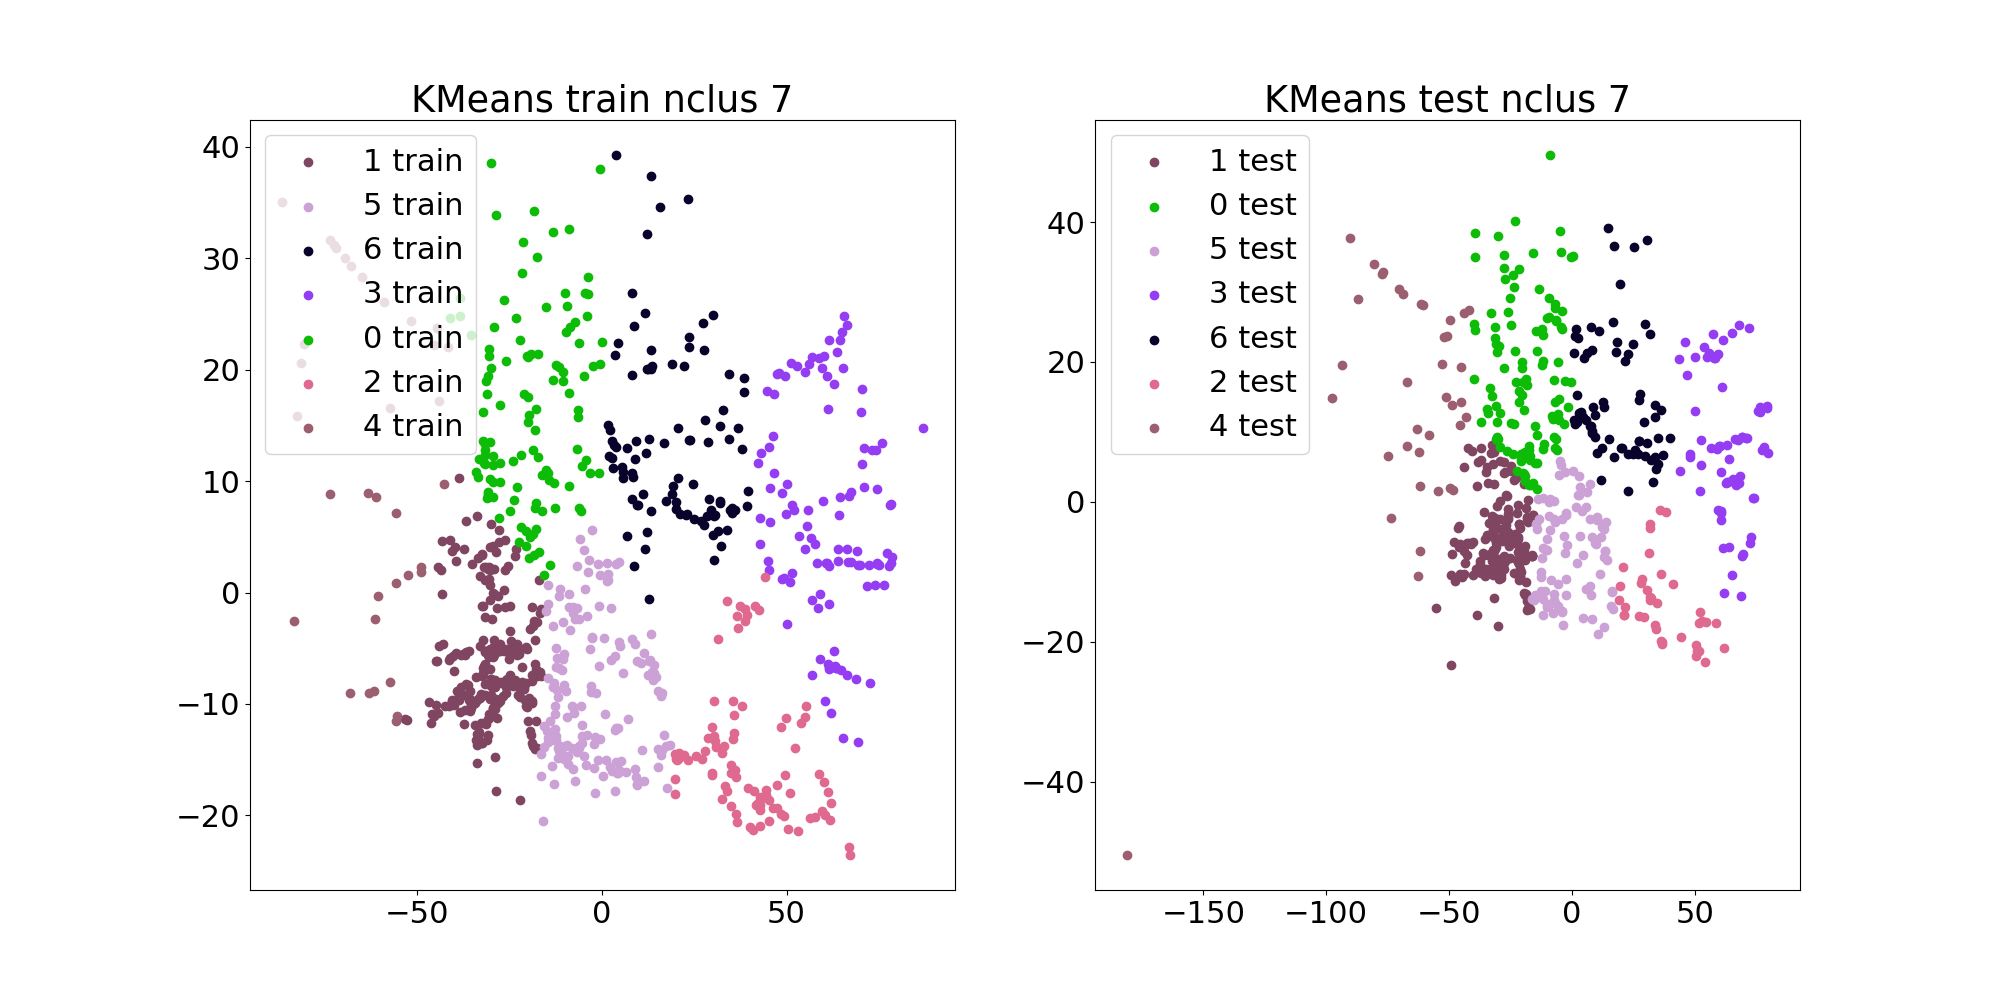 KMeans train nclus 7
1 train
5 train
6 train
3 train
0 train
2 train
4 train
40
30
20
10
0
−10
−20
−50
0
50
KMeans test nclus 7
1 test
0 test
5 test
3 test
6 test
2 test
4 test
40
20
0
−20
−40
−150
−100
−50
0
50